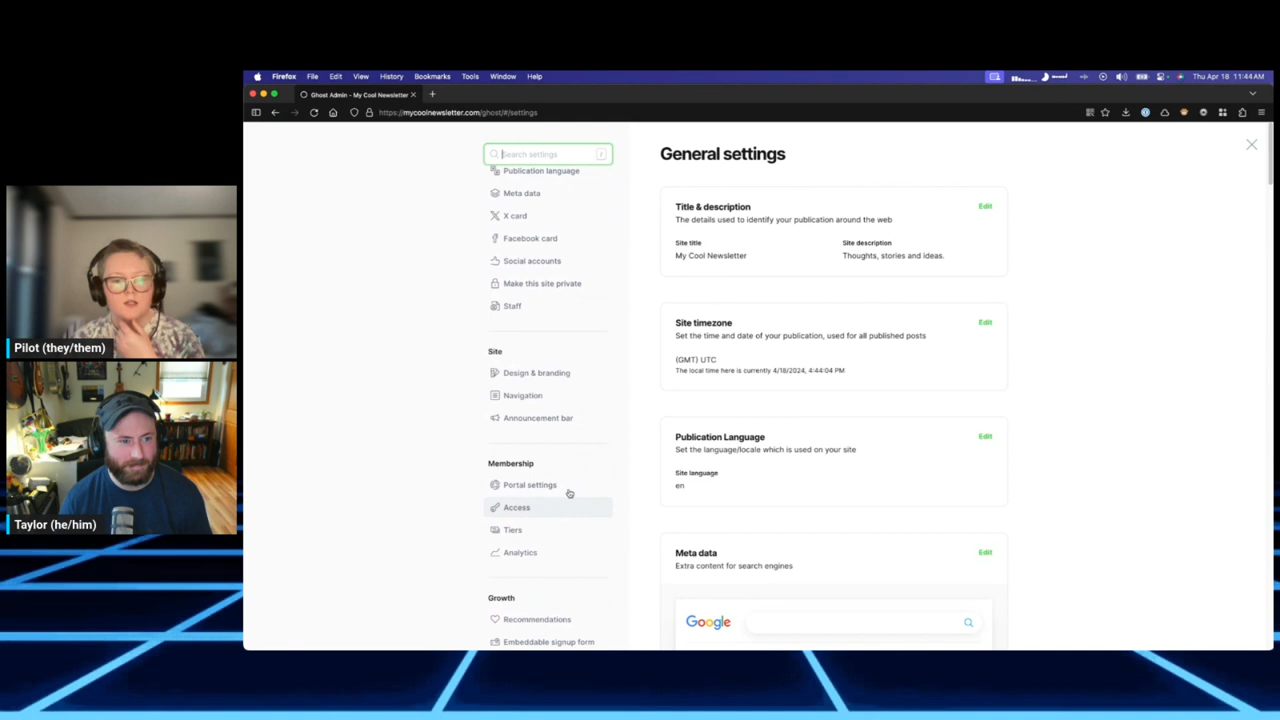 Firefox File Edit View History Bookmarks Tools Window Help
Thu Apr 18 11:44 AM
Ghost Admin - My Cool Newsletter
https://mycoolnewsletter.com/ghost/#/settings
Search settings
/
Publication language
Meta data
X card
Facebook card
Social accounts
Make this site private
Staff
Site
Design & branding
Navigation
Announcement bar
Membership
Portal settings
Access
Tiers
Analytics
Growth
Recommendations
Embeddable signup form
General settings
Title & description
Edit
The details used to identify your publication around the web
Site title
Site description
My Cool Newsletter
Thoughts, stories and ideas.
Site timezone
Edit
Set the time and date of your publication, used for all published posts
(GMT) UTC
The local time here is currently 4/18/2024, 4:44:04 PM
Publication Language
Edit
Set the language/locale which is used on your site
Site language
en
Meta data
Edit
Extra content for search engines
Google
Pilot (they/them)
Taylor (he/him)